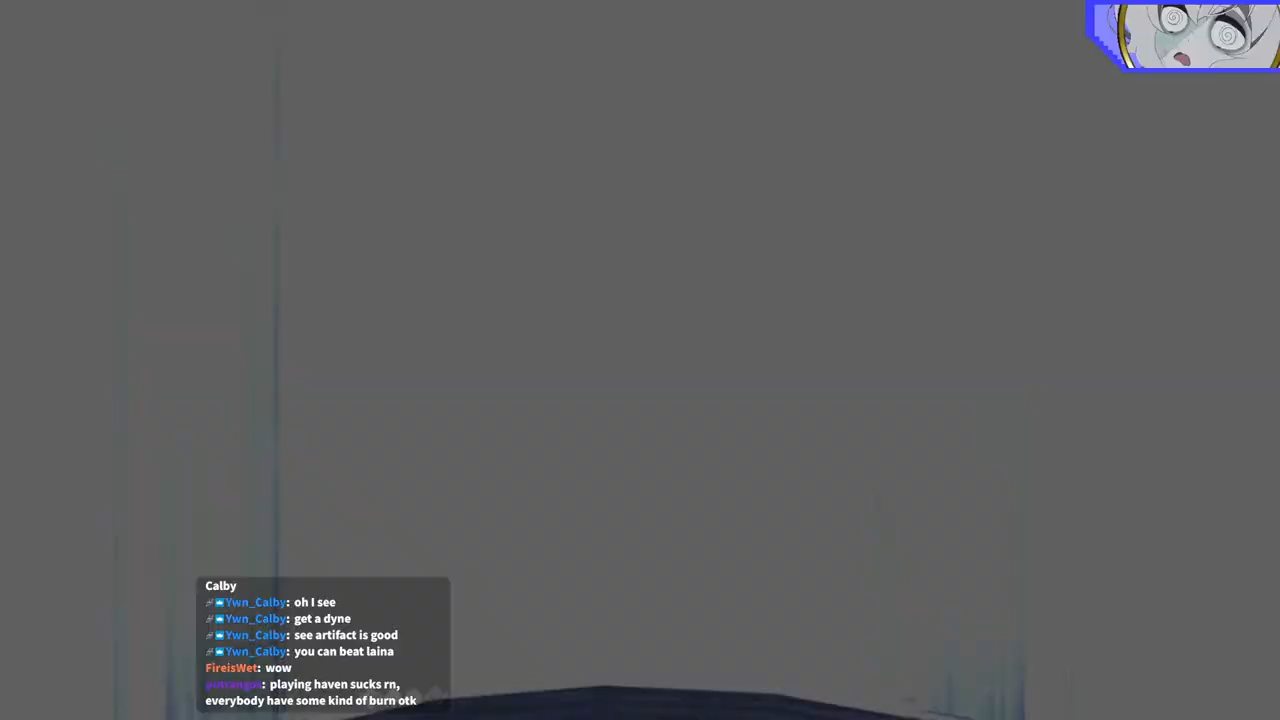 Calby
Ywn_Calby: oh I see
Ywn_Calby: get a dyne
Ywn_Calby: see artifact is good
Ywn_Calby: you can beat laina
FireisWet: wow
playing haven sucks rn,
everybody have some kind of burn otk